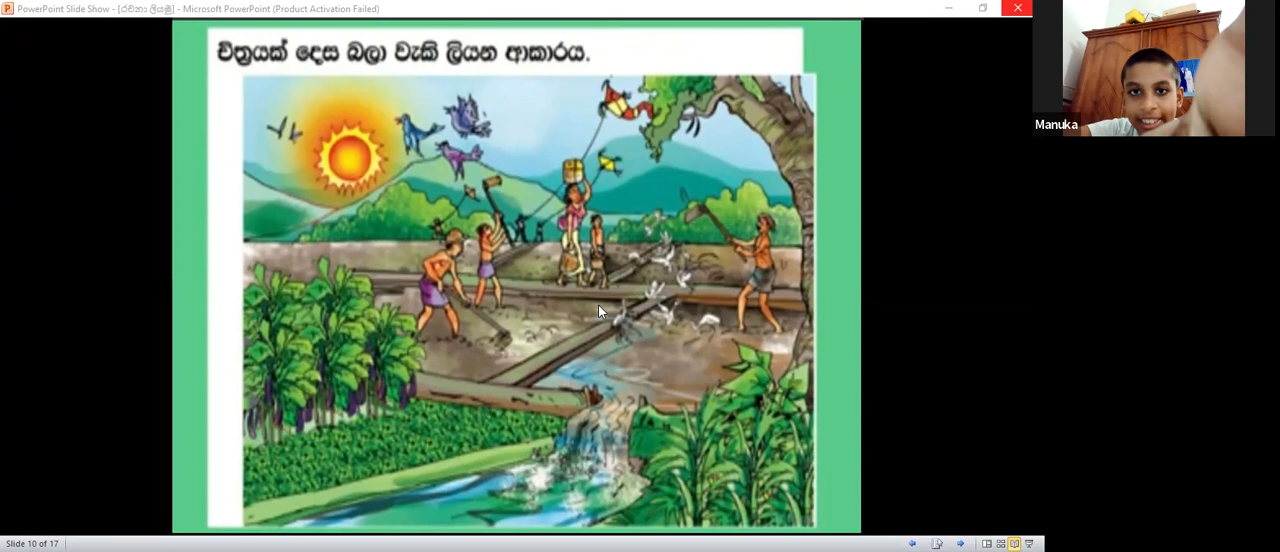 PowerPoint Slide Show - [රචනා ලියමු] - Microsoft PowerPoint (Product Activation Failed)
චිත්‍රයක් දෙස බලා වැකි ලියන ආකාරය.
Manuka
Slide 10 of 17